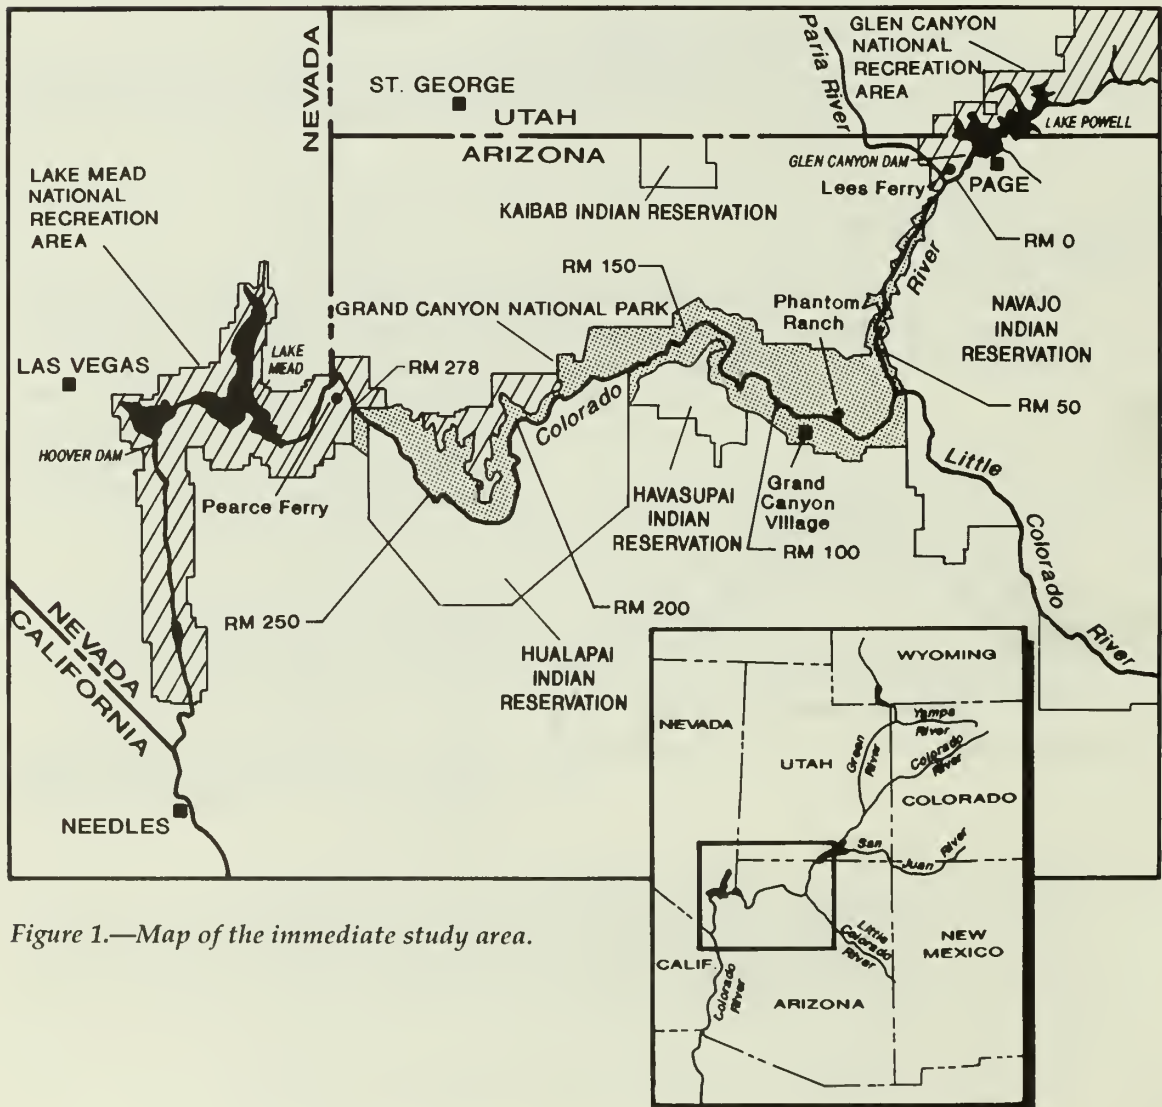 NEVADA
ST. GEORGE
UTAH
ARIZONA
Paria River
GLEN CANYON
NATIONAL
RECREATION
AREA
LAKE POWELL
GLEN CANYON DAM
Lees Ferry
PAGE
RM 0
KAIBAB INDIAN RESERVATION
LAKE MEAD
NATIONAL
RECREATION
AREA
RM 150
GRAND CANYON NATIONAL PARK
Phantom
Ranch
River
NAVAJO
INDIAN
RESERVATION
LAS VEGAS
LAKE
MEAD
RM 278
Colorado
RM 50
HOOVER DAM
Pearce Ferry
HAVASUPAI
INDIAN
RESERVATION
Grand
Canyon
Village
RM 100
Little
Colorado
River
RM 250
RM 200
HUALAPAI
INDIAN
RESERVATION
NEVADA
CALIFORNIA
NEEDLES
WYOMING
NEVADA
Yampa
River
UTAH
Green
River
Colorado
River
COLORADO
San
Juan
River
Little
Colorado
River
NEW
MEXICO
CALIF.
Colorado
River
ARIZONA
Figure 1.—Map of the immediate study area.